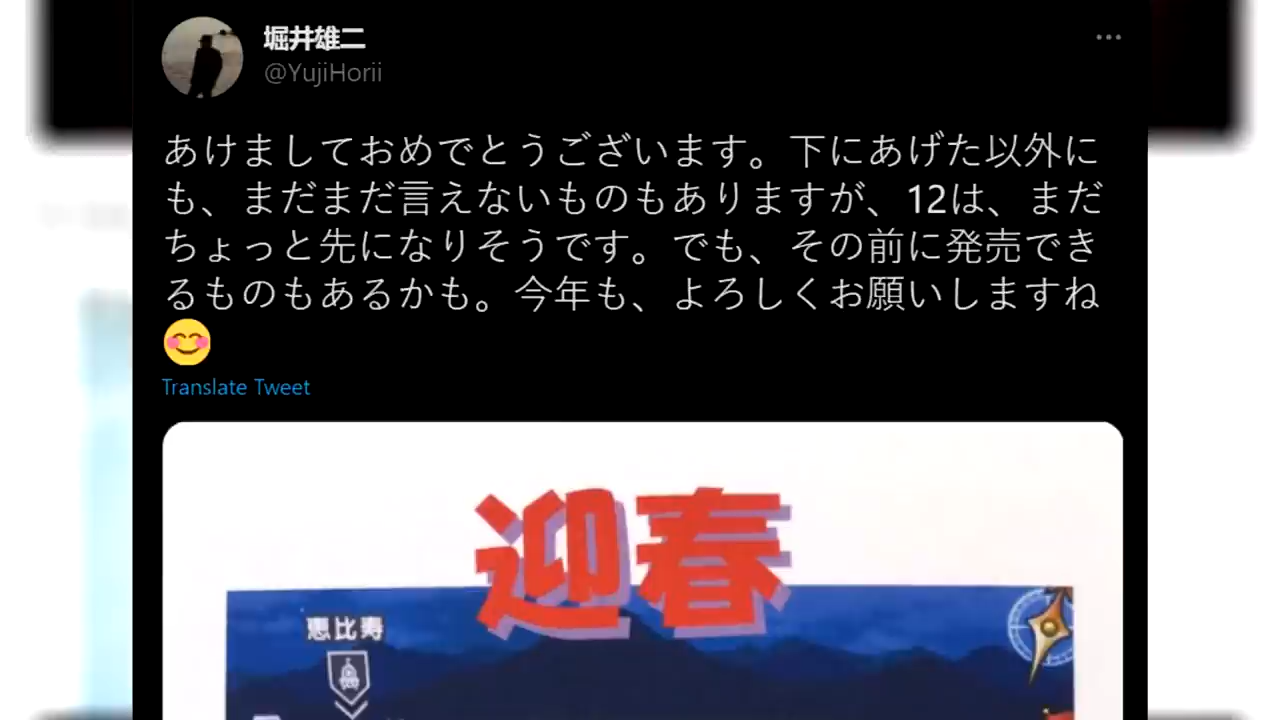 堀井雄二
@YujiHorii
あけましておめでとうございます。下にあげた以外に
も、まだまだ言えないものもありますが、12は、まだ
ちょっと先になりそうです。でも、その前に発売でき
るものもあるかも。今年も、よろしくお願いしますね
😊
Translate Tweet
迎春
恵比寿